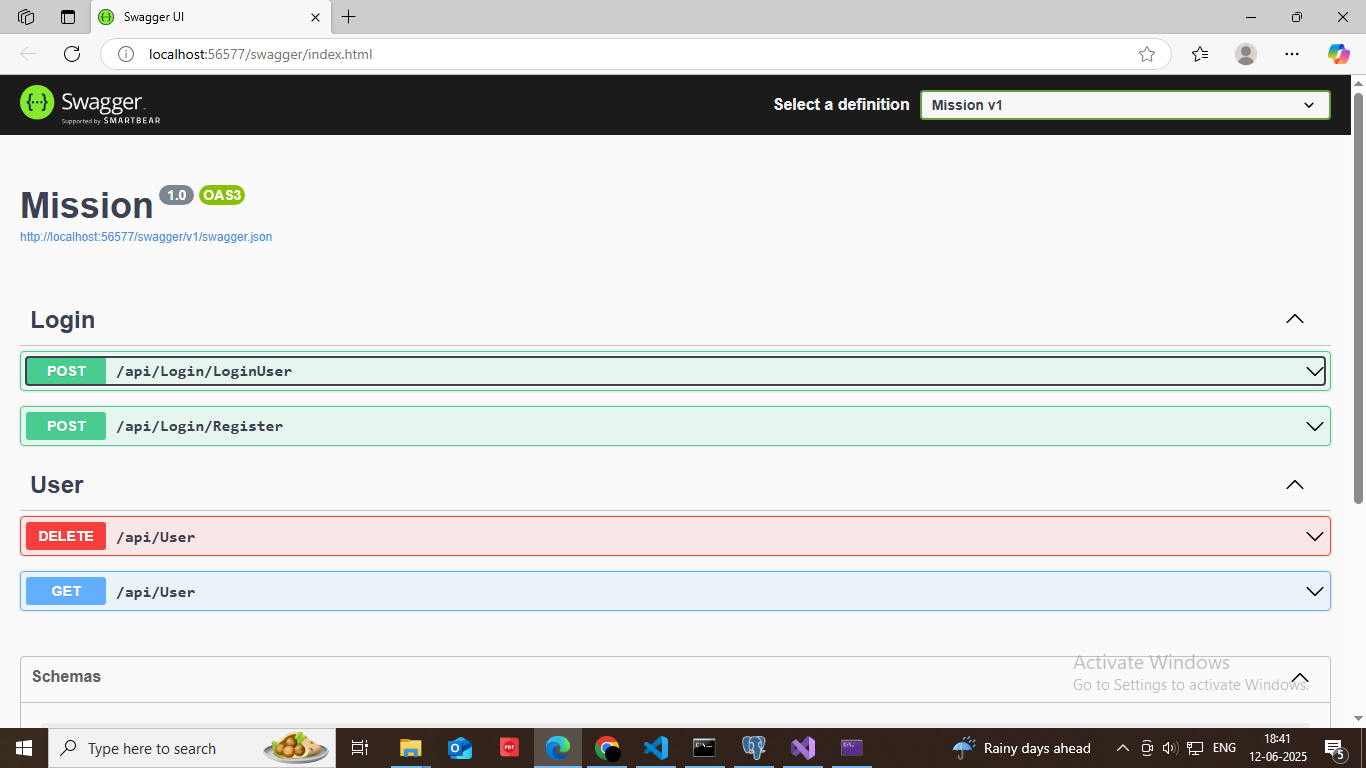 Swagger UI
localhost:56577/swagger/index.html
Swagger
Supported by SMARTBEAR
Select a definition
Mission v1
Mission 1.0 OAS3
http://localhost:56577/swagger/v1/swagger.json
Login
POST /api/Login/LoginUser
POST /api/Login/Register
User
DELETE /api/User
GET /api/User
Schemas
Activate Windows
Go to Settings to activate Windows.
Type here to search
PDF
Rainy days ahead
ENG
18:41
12-06-2025
5